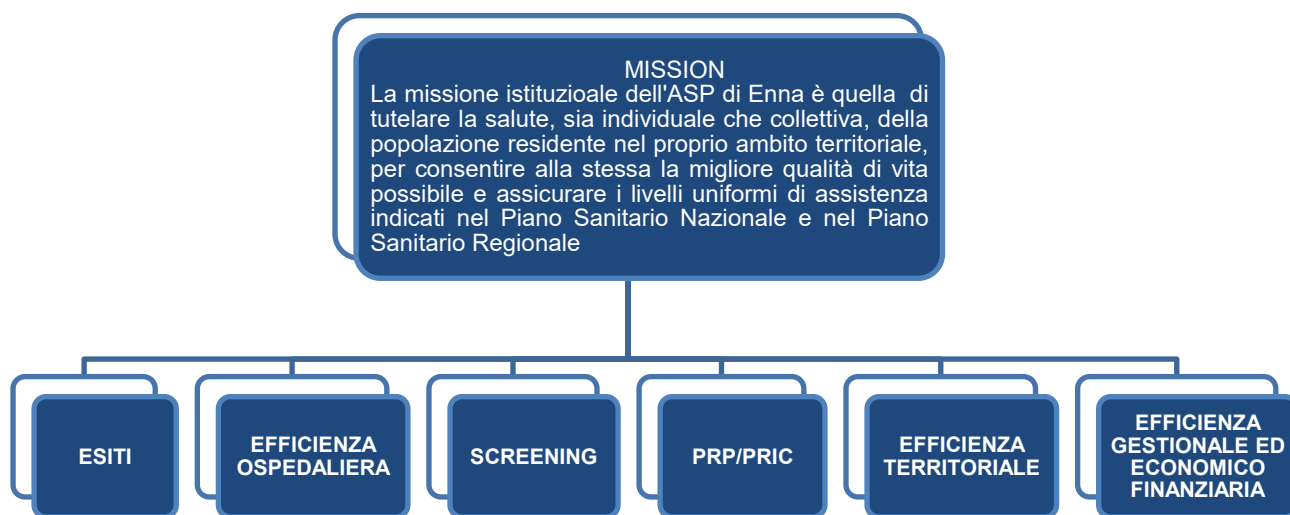 MISSION
La missione istituzioale dell'ASP di Enna è quella di
tutelare la salute, sia individuale che collettiva, della
popolazione residente nel proprio ambito territoriale,
per consentire alla stessa la migliore qualità di vita
possibile e assicurare i livelli uniformi di assistenza
indicati nel Piano Sanitario Nazionale e nel Piano
Sanitario Regionale
ESITI
EFFICIENZA
OSPEDALIERA
SCREENING
PRP/PRIC
EFFICIENZA
TERRITORIALE
EFFICIENZA
GESTIONALE ED
ECONOMICO
FINANZIARIA